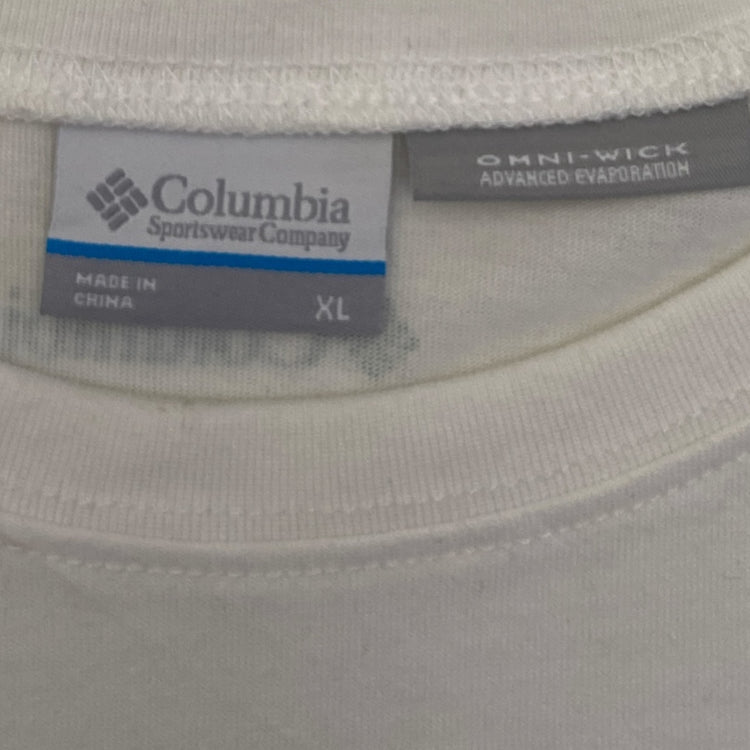 Columbia
Sportswear Company
MADE IN
CHINA
XL
OMNI-WICK
ADVANCED EVAPORATION